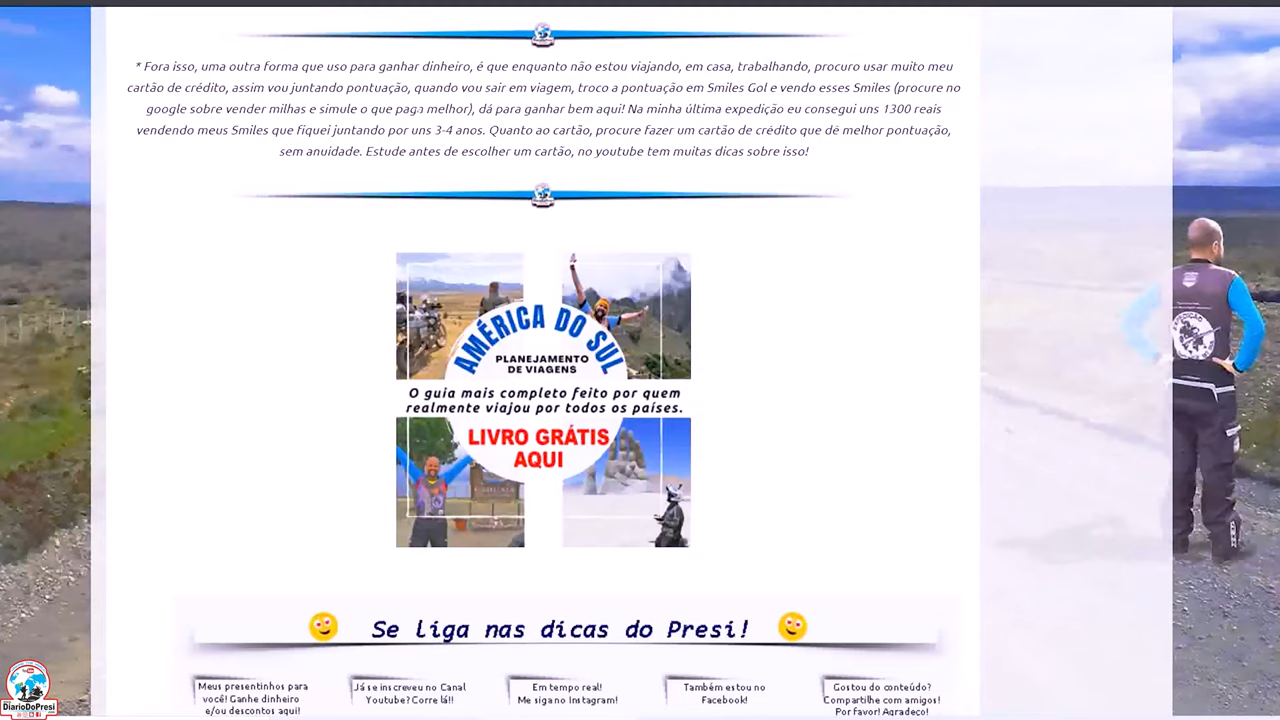 * Fora isso, uma outra forma que uso para ganhar dinheiro, é que enquanto não estou viajando, em casa, trabalhando, procuro usar muito meu
cartão de crédito, assim vou juntando pontuação, quando vou sair em viagem, troco a pontuação em Smiles Gol e vendo esses Smiles (procure no
google sobre vender milhas e simule o que paga melhor), dá para ganhar bem aqui! Na minha última expedição eu consegui uns 1300 reais
vendendo meus Smiles que fiquei juntando por uns 3-4 anos. Quanto ao cartão, procure fazer um cartão de crédito que dê melhor pontuação,
sem anuidade. Estude antes de escolher um cartão, no youtube tem muitas dicas sobre isso!
AMÉRICA DO SUL
PLANEJAMENTO
DE VIAGENS
O guia mais completo feito por quem
realmente viajou por todos os países.
LIVRO GRÁTIS
AQUI
Se liga nas dicas do Presi!
Meus presentinhos para
você! Ganhe dinheiro
e/ou descontos aqui!
Já se inscreveu no Canal
Youtube? Corre lá!!
Em tempo real!
Me siga no Instagram!
Também estou no
Facebook!
Gostou do conteúdo?
Compartilhe com amigos!
Por favor! Agradeço!
DiarioDoPresi